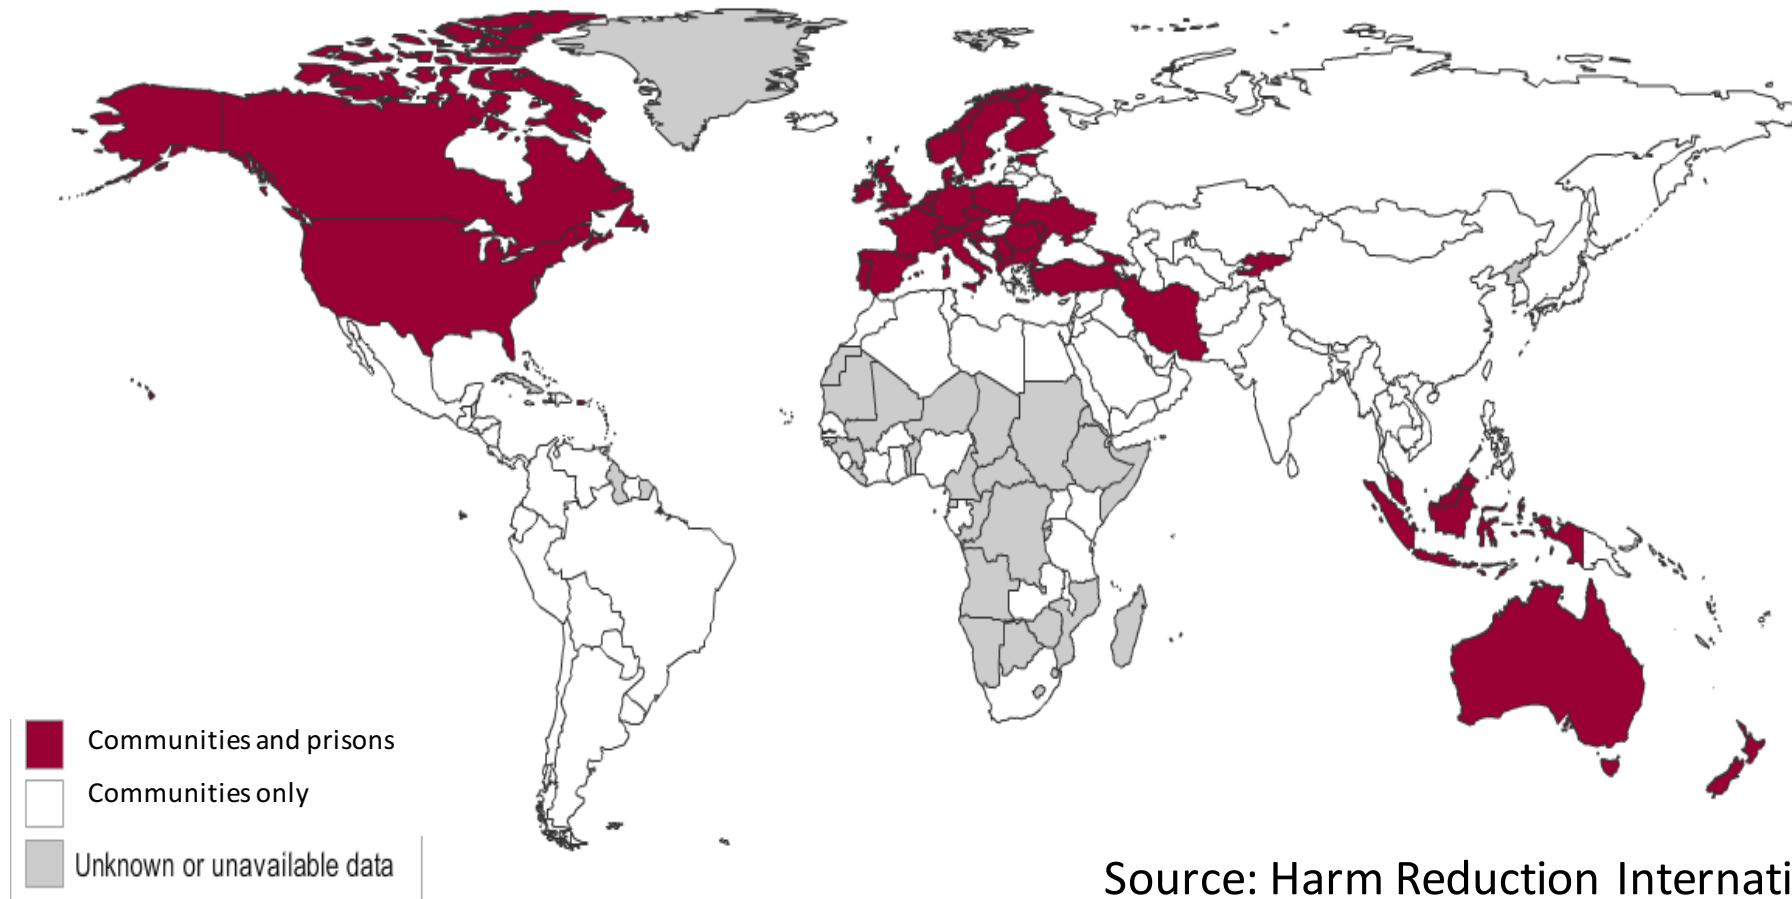 Communities and prisons
Communities only
Unknown or unavailable data
Source: Harm Reduction Internati